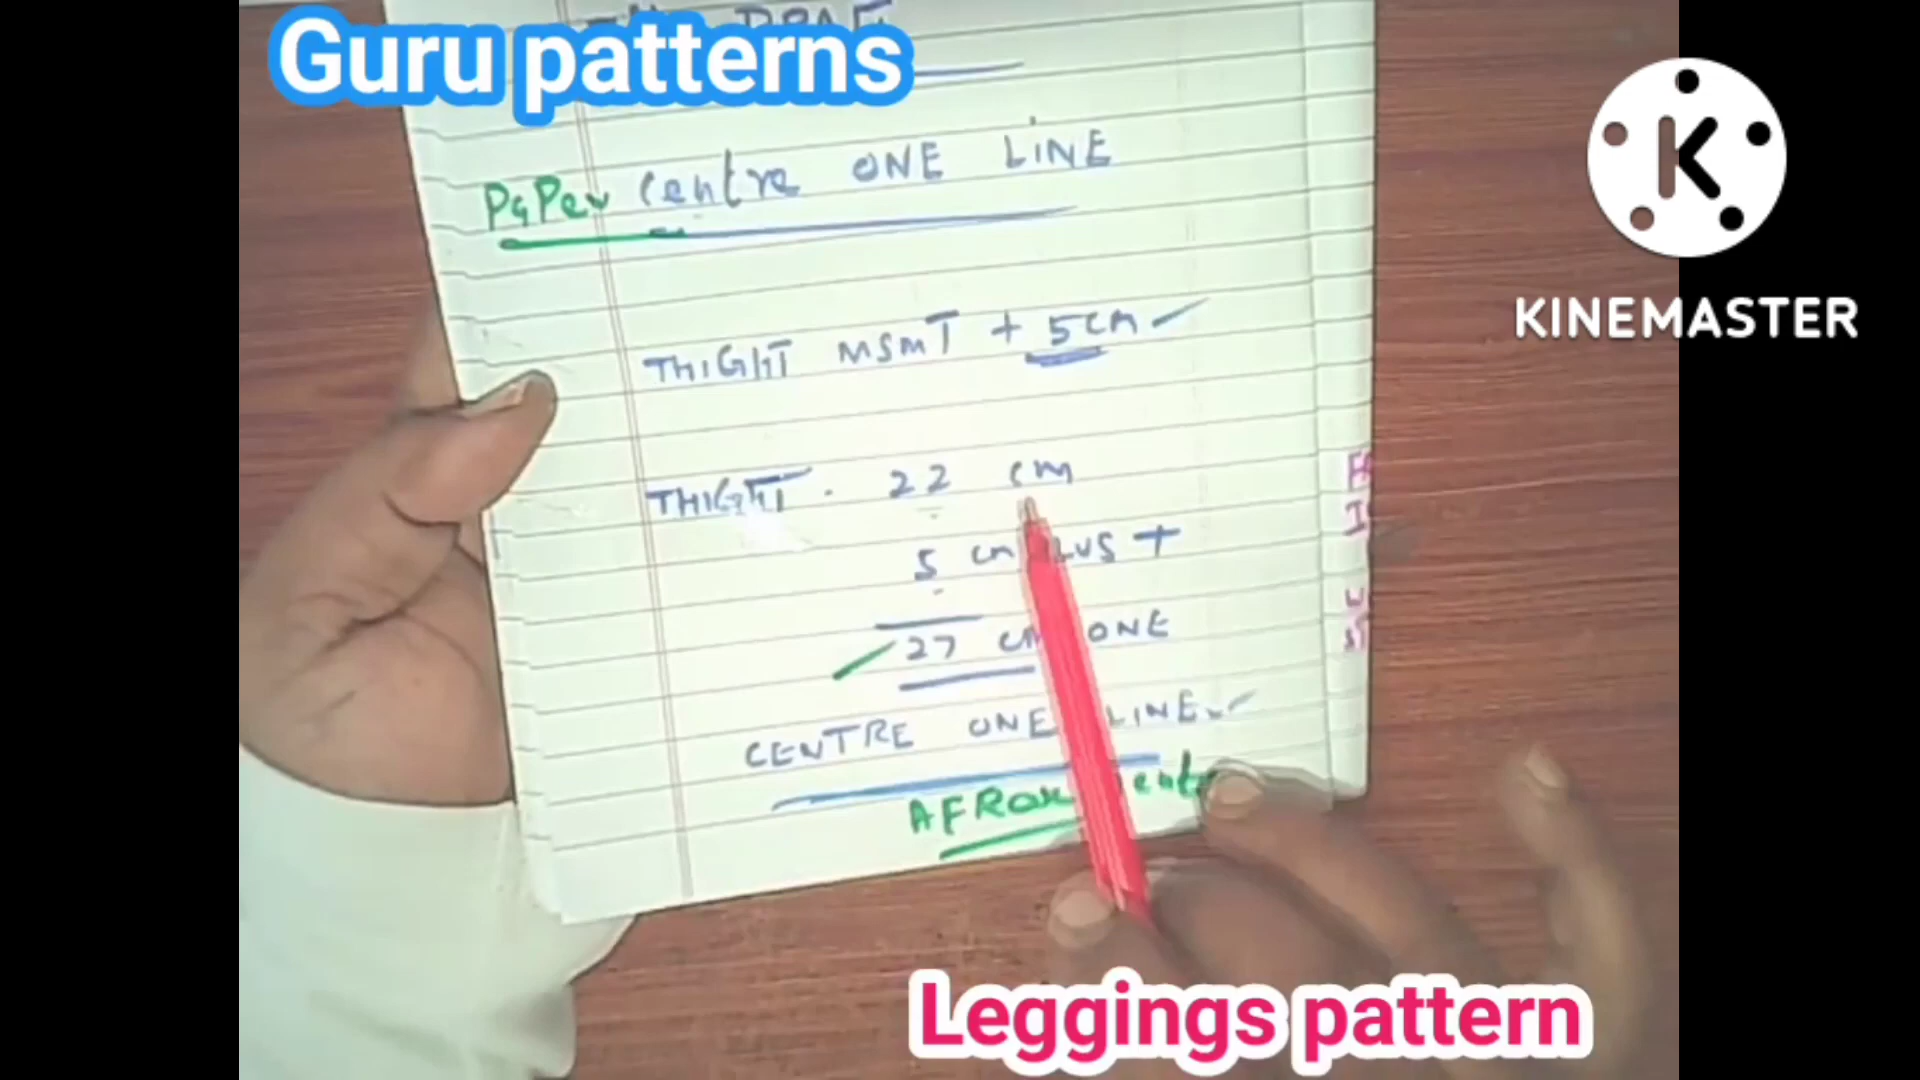 Guru patterns
PaPer Centre ONE LiNE
THIGHT MSMT + 5cm
THIGHT. 22 cm
5 cm PLUS +
27 cm ONE
CENTRE ONE LINE
AFROX
Leggings pattern
K
KINEMASTER